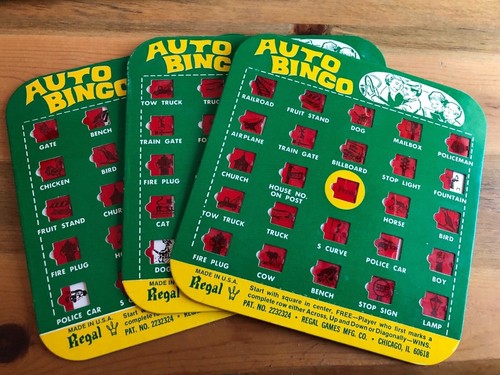 AUTO
BINGO
GATE BENCH
CHICKEN BIRD
FRUIT STAND
FIRE PLUG
POLICE CAR S
MADE IN U.S.A.
Regal
PAT. NO. 2232324 •
AUTO
BINGO
TOW TRUCK
TRAIN GATE
FIRE PLUG
CAT
DOG
Regal
AUTO
BINGO
RAILROAD FRUIT STAND DOG MAILBOX POLICEMAN
AIRPLANE TRAIN GATE BILLBOARD STOP LIGHT FOUNTAIN
CHURCH HOUSE NO. ON POST HORSE BIRD
TOW TRUCK TRUCK S CURVE POLICE CAR BOY
FIRE PLUG COW BENCH STOP SIGN LAMP
MADE IN U.S.A.
Regal
Start with square in center, FREE—Player who first marks a
complete row either Across, Up and Down or Diagonally—WINS.
PAT. NO. 2232324 • REGAL GAMES MFG. CO. • CHICAGO, IL 60618